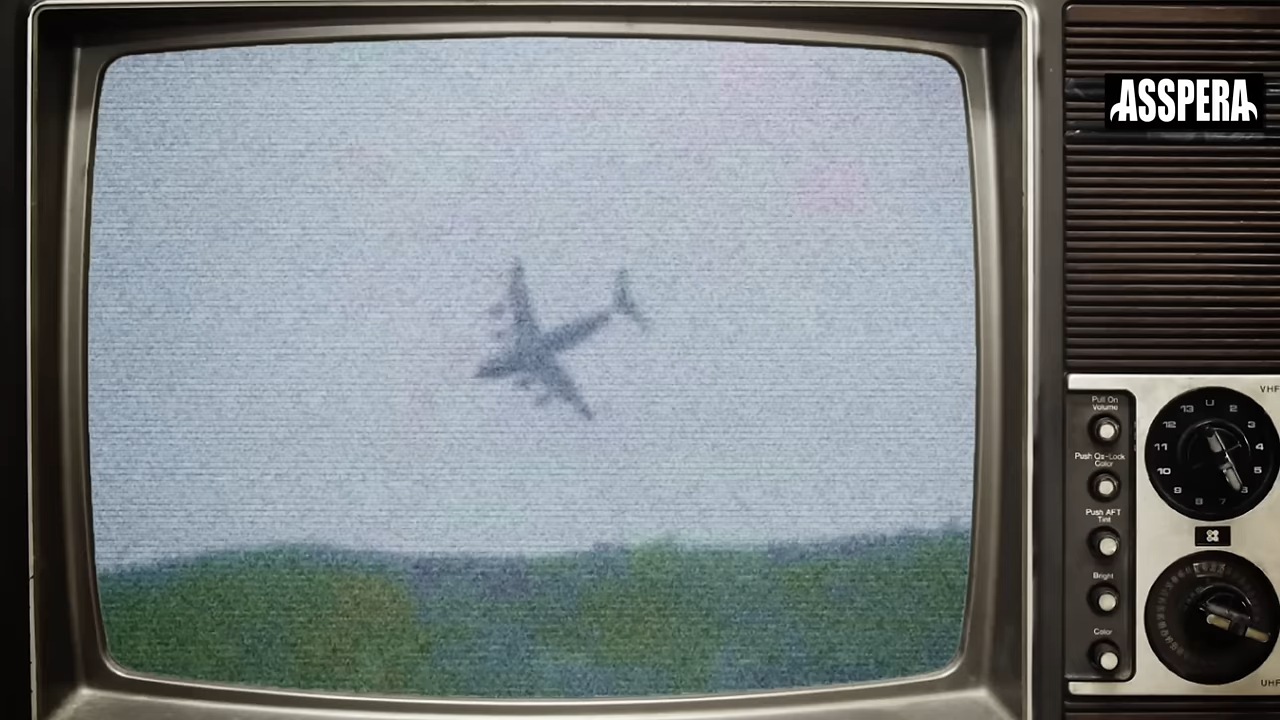 ASSPERA
VHF
Pull On
Volume
13 U 2
12 3
11 4
10 5
9 6
8 7
Push Qs-Lock
Color
Push AFT
Tint
Bright
Color
UHF